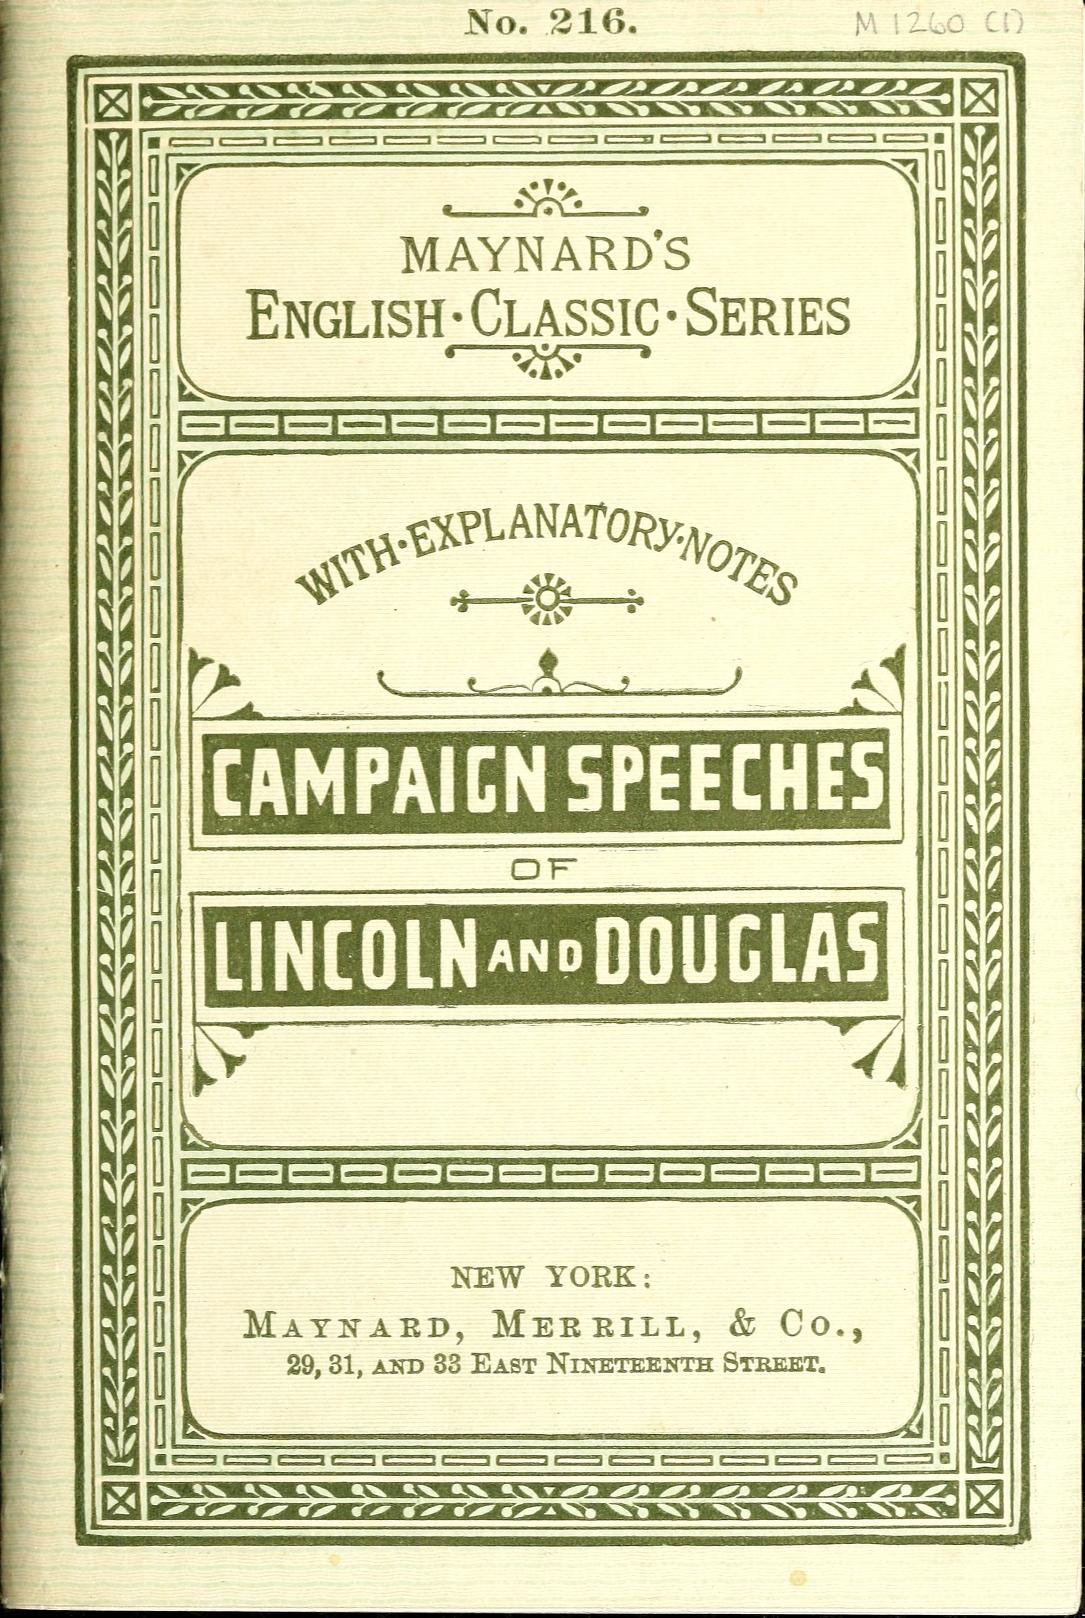 No. 216.
M 1260 (1)
MAYNARD'S
ENGLISH·CLASSIC·SERIES
WITH·EXPLANATORY·NOTES
CAMPAIGN SPEECHES
OF
LINCOLN AND DOUGLAS
NEW YORK:
MAYNARD, MERRILL, & CO.,
29, 31, AND 33 EAST NINETEENTH STREET.